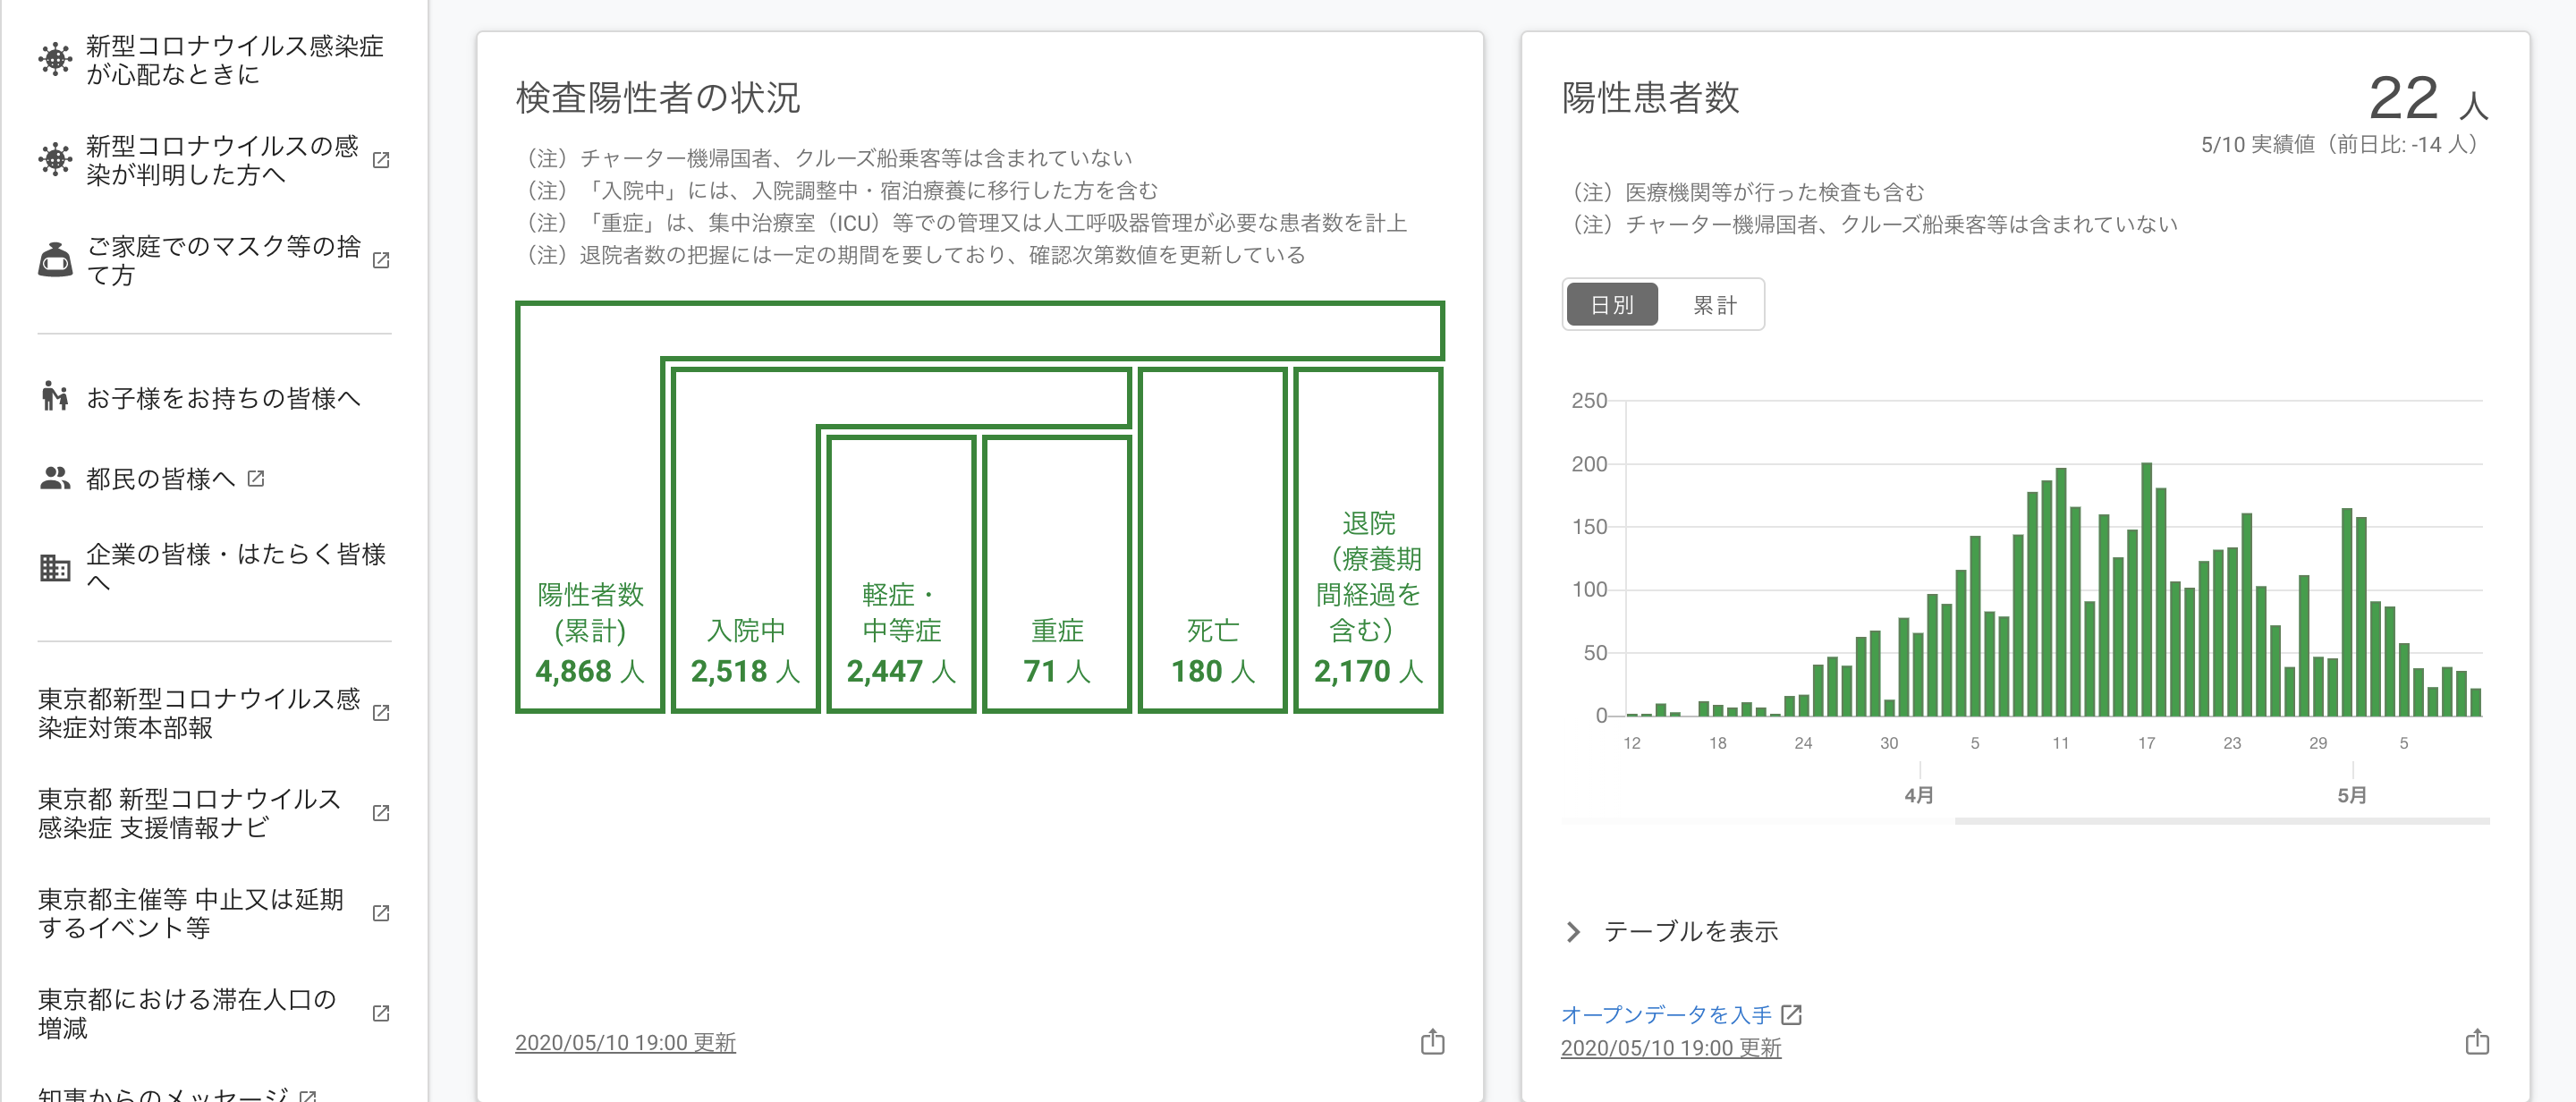 新型コロナウイルス感染症
が心配なときに
新型コロナウイルスの感
染が判明した方へ
ご家庭でのマスク等の捨
て方
お子様をお持ちの皆様へ
都民の皆様へ
企業の皆様・はたらく皆様
へ
東京都新型コロナウイルス感
染症対策本部報
東京都 新型コロナウイルス
感染症 支援情報ナビ
東京都主催等 中止又は延期
するイベント等
東京都における滞在人口の
増減
知事からのメッセージ
検査陽性者の状況
（注）チャーター機帰国者、クルーズ船乗客等は含まれていない
（注）「入院中」には、入院調整中・宿泊療養に移行した方を含む
（注）「重症」は、集中治療室（ICU）等での管理又は人工呼吸器管理が必要な患者数を計上
（注）退院者数の把握には一定の期間を要しており、確認次第数値を更新している
陽性者数
(累計)
4,868 人
入院中
2,518 人
軽症・
中等症
2,447 人
重症
71 人
死亡
180 人
退院
（療養期
間経過を
含む）
2,170 人
2020/05/10 19:00 更新
陽性患者数
22 人
5/10 実績値（前日比: -14 人）
（注）医療機関等が行った検査も含む
（注）チャーター機帰国者、クルーズ船乗客等は含まれていない
日別 累計
250
200
150
100
50
0
12 18 24 30 5 11 17 23 29 5
4月 5月
テーブルを表示
オープンデータを入手
2020/05/10 19:00 更新